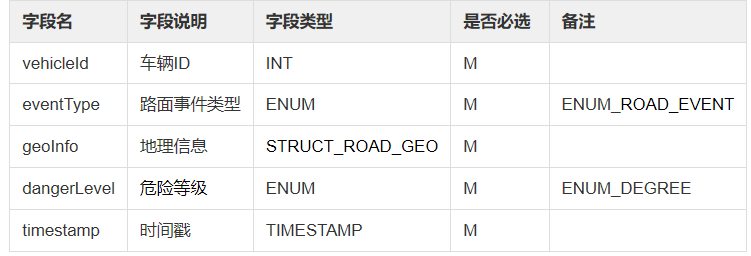 字段名 字段说明 字段类型 是否必选 备注
vehicleId 车辆ID INT M
eventType 路面事件类型 ENUM M ENUM_ROAD_EVENT
geoInfo 地理信息 STRUCT_ROAD_GEO M
dangerLevel 危险等级 ENUM M ENUM_DEGREE
timestamp 时间戳 TIMESTAMP M